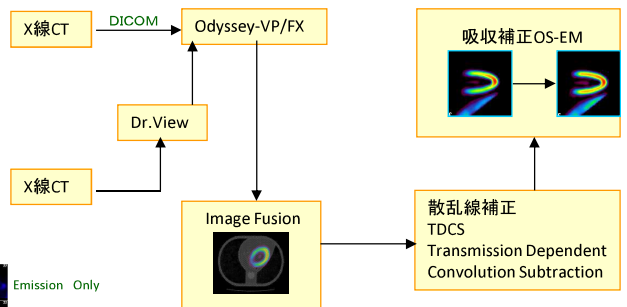 X線CT
DICOM
Odyssey-VP/FX
吸収補正OS-EM
Dr.View
X線CT
Image Fusion
散乱線補正
TDCS
Transmission Dependent
Convolution Subtraction
Emission Only